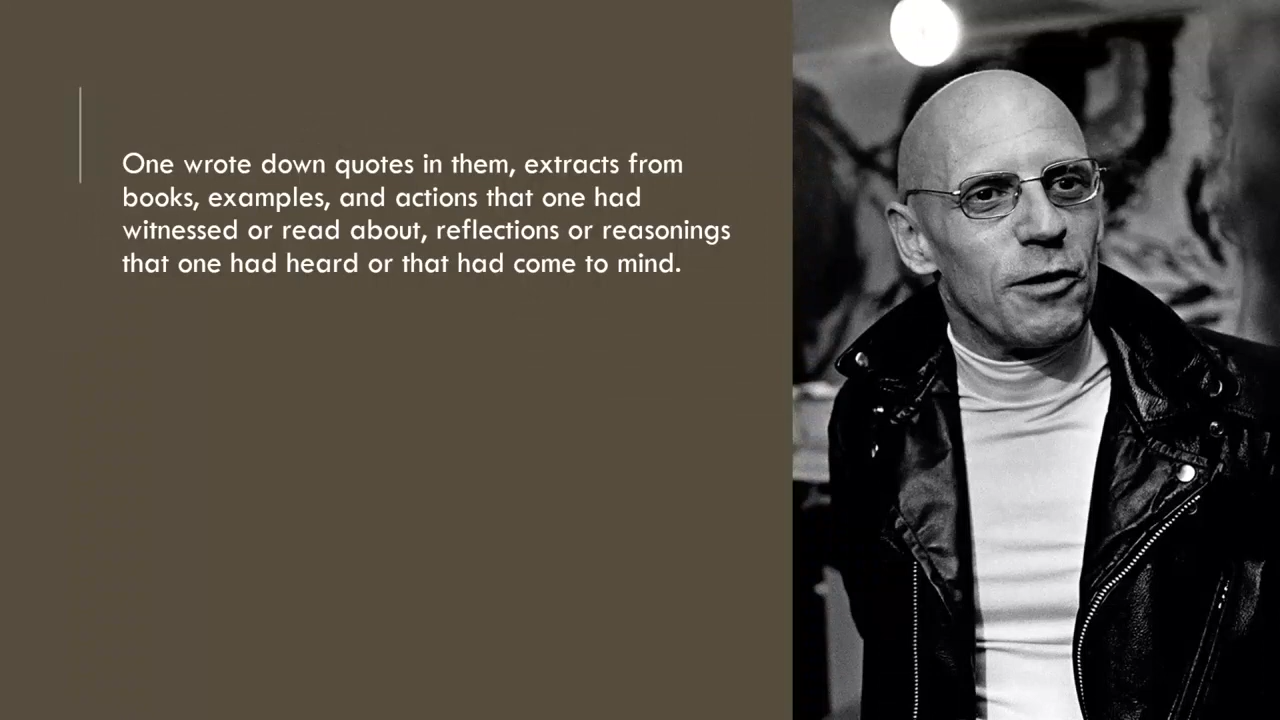 One wrote down quotes in them, extracts from
books, examples, and actions that one had
witnessed or read about, reflections or reasonings
that one had heard or that had come to mind.